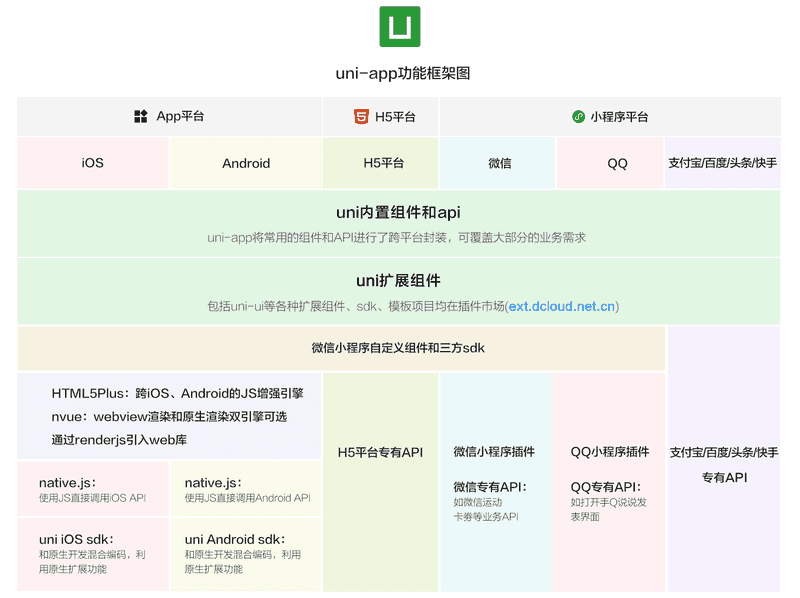 uni-app功能框架图
App平台
H5平台
小程序平台
iOS
Android
H5平台
微信
QQ
支付宝/百度/头条/快手
uni内置组件和api
uni-app将常用的组件和API进行了跨平台封装，可覆盖大部分的业务需求
uni扩展组件
包括uni-ui等各种扩展组件、sdk、模板项目均在插件市场(ext.dcloud.net.cn)
微信小程序自定义组件和三方sdk
HTML5Plus：跨iOS、Android的JS增强引擎
nvue：webview渲染和原生渲染双引擎可选
通过renderjs引入web库
native.js：
使用JS直接调用iOS API
native.js：
使用JS直接调用Android API
uni iOS sdk：
和原生开发混合编码，利
用原生扩展功能
uni Android sdk：
和原生开发混合编码，利用
原生扩展功能
H5平台专有API
微信小程序插件
微信专有API：
如微信运动
卡券等业务API
QQ小程序插件
QQ专有API：
如打开手Q说说发
表界面
支付宝/百度/头条/快手
专有API